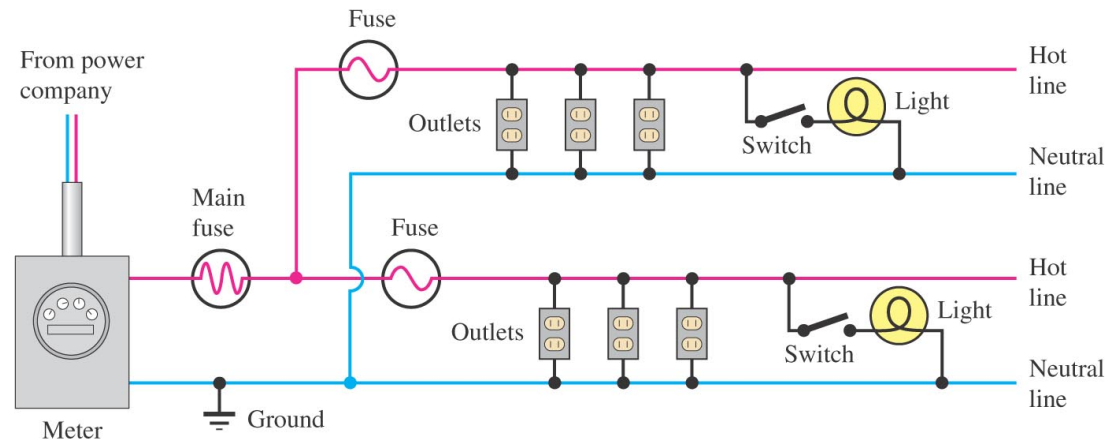 Fuse
From power
company
Hot
line
Outlets
Switch
Light
Neutral
line
Main
fuse
Fuse
Hot
line
Outlets
Switch
Light
Neutral
line
Ground
Meter